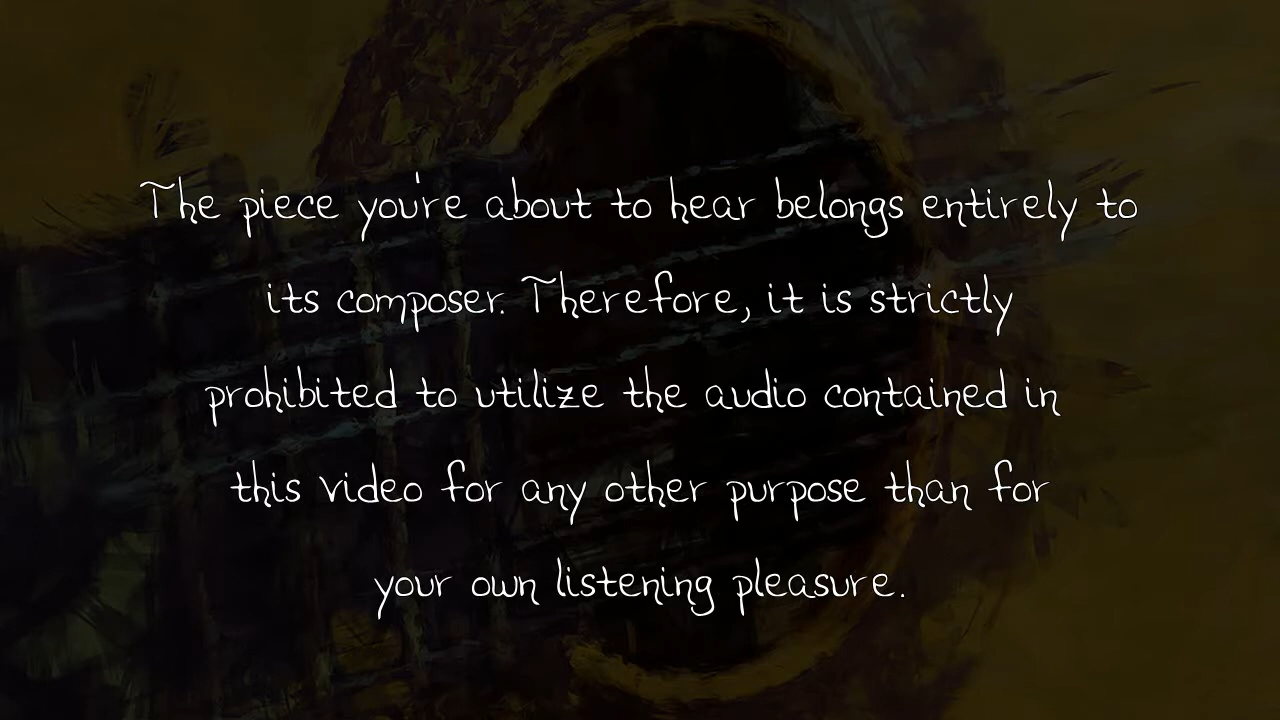 The piece you're about to hear belongs entirely to
its composer. Therefore, it is strictly
prohibited to utilize the audio contained in
this video for any other purpose than for
your own listening pleasure.